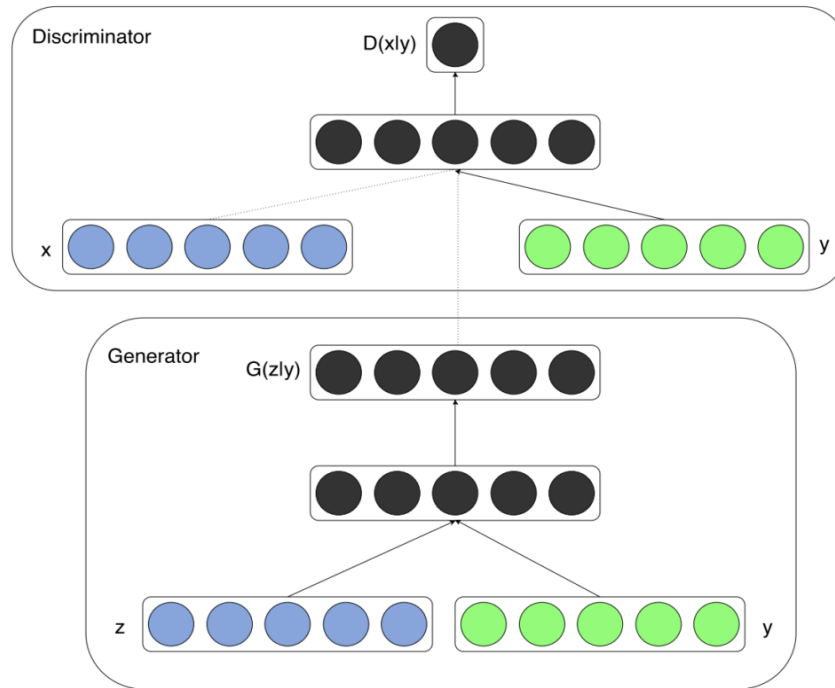 Discriminator
D(x|y)
x
y
Generator
G(z|y)
z
y